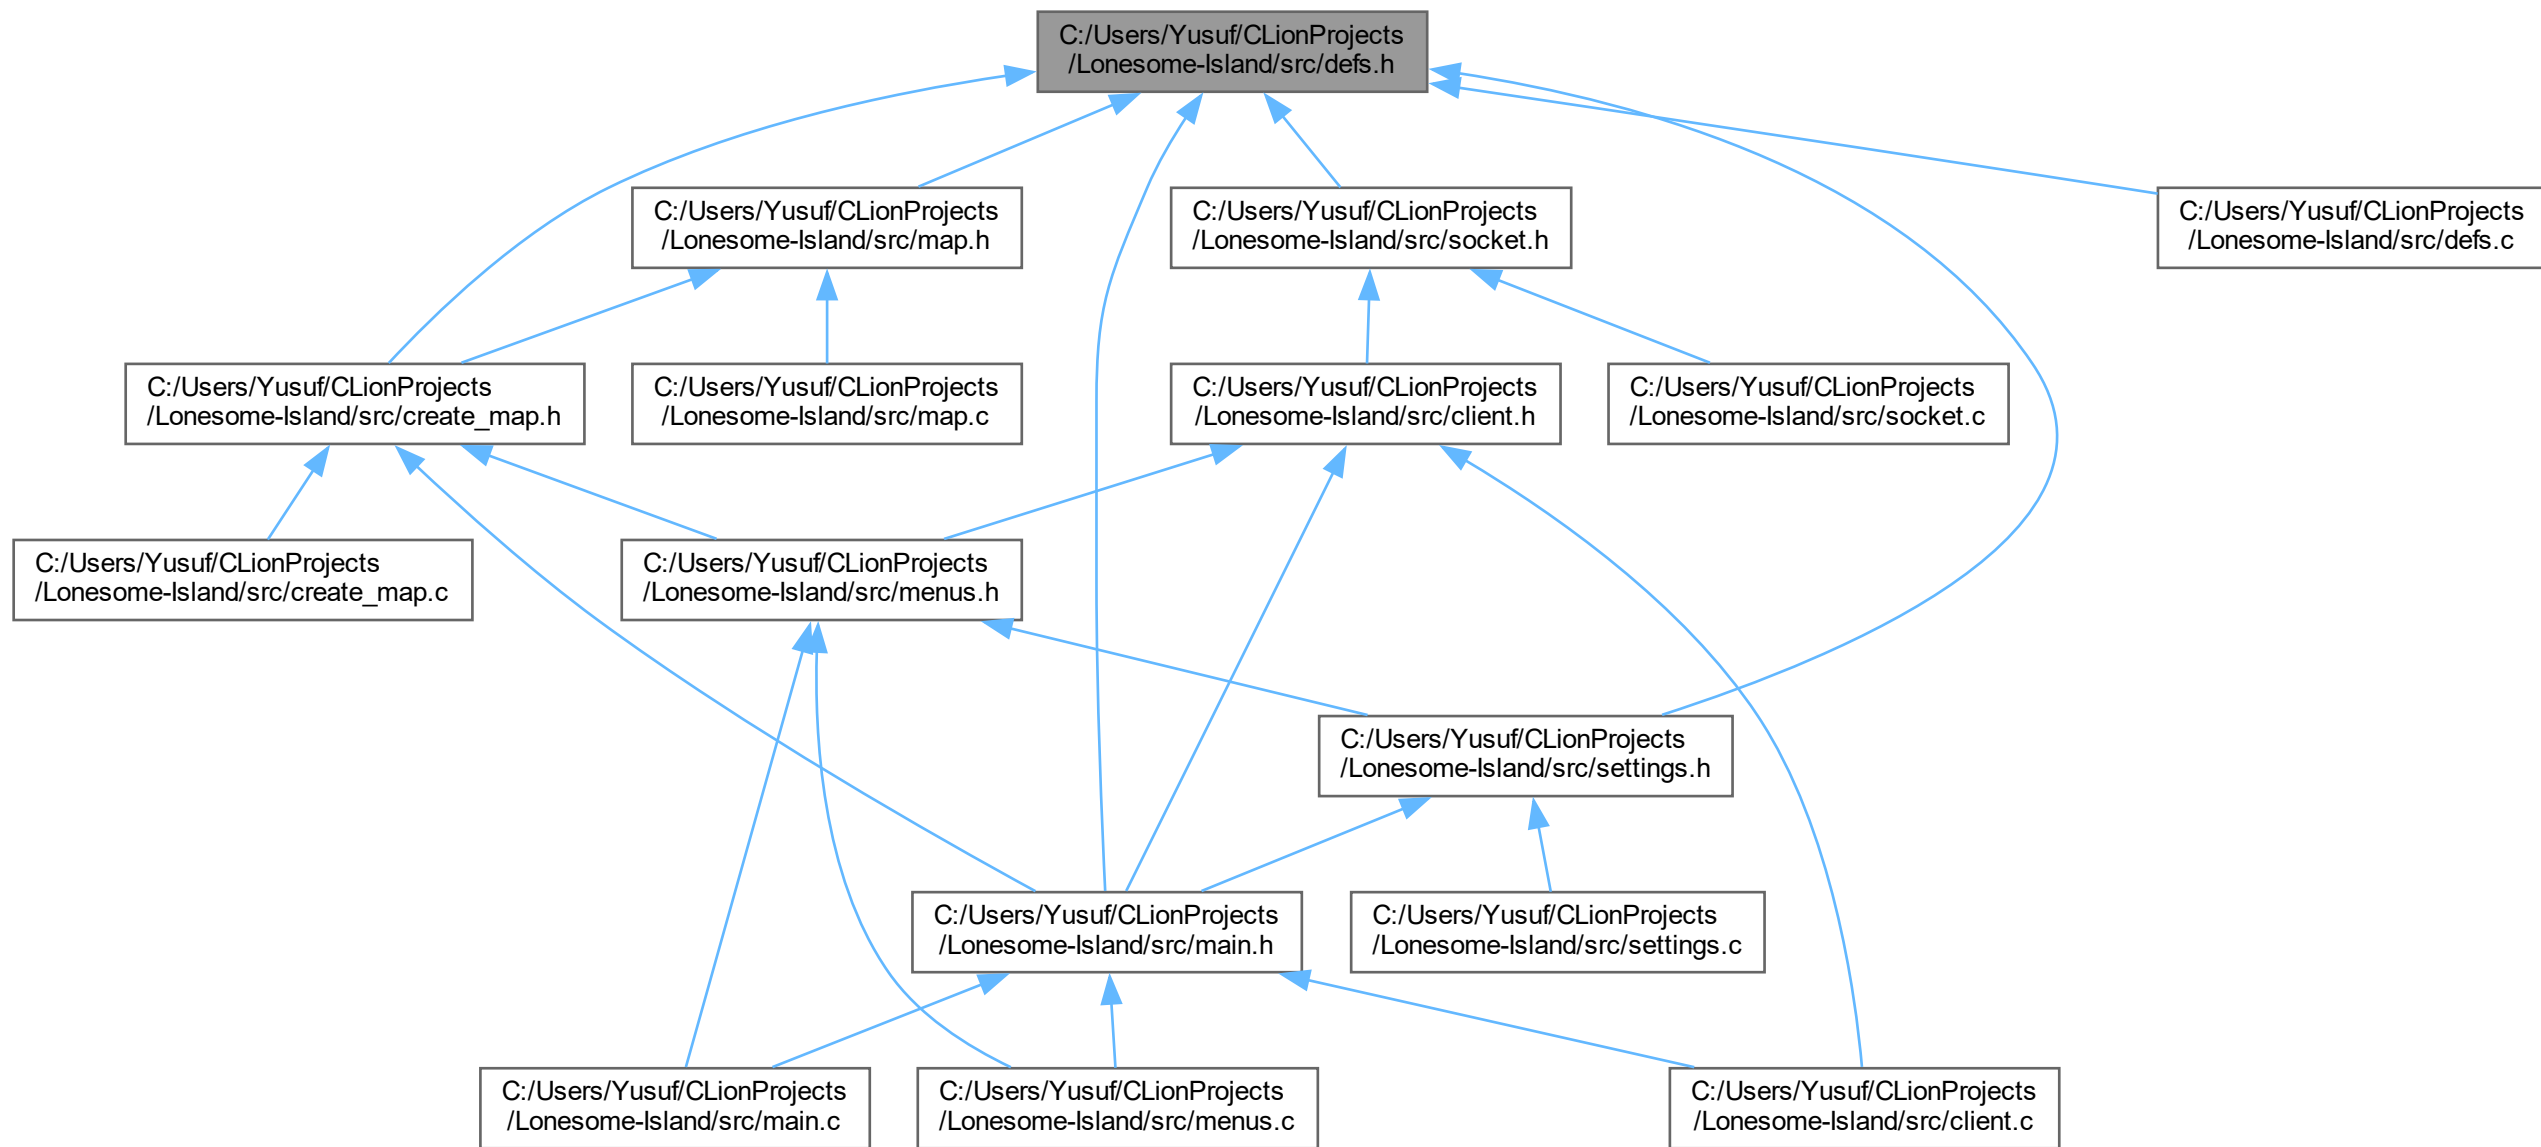 C:/Users/Yusuf/CLionProjects
/Lonesome-Island/src/defs.h
C:/Users/Yusuf/CLionProjects
/Lonesome-Island/src/map.h
C:/Users/Yusuf/CLionProjects
/Lonesome-Island/src/socket.h
C:/Users/Yusuf/CLionProjects
/Lonesome-Island/src/defs.c
C:/Users/Yusuf/CLionProjects
/Lonesome-Island/src/create_map.h
C:/Users/Yusuf/CLionProjects
/Lonesome-Island/src/map.c
C:/Users/Yusuf/CLionProjects
/Lonesome-Island/src/client.h
C:/Users/Yusuf/CLionProjects
/Lonesome-Island/src/socket.c
C:/Users/Yusuf/CLionProjects
/Lonesome-Island/src/create_map.c
C:/Users/Yusuf/CLionProjects
/Lonesome-Island/src/menus.h
C:/Users/Yusuf/CLionProjects
/Lonesome-Island/src/settings.h
C:/Users/Yusuf/CLionProjects
/Lonesome-Island/src/main.h
C:/Users/Yusuf/CLionProjects
/Lonesome-Island/src/settings.c
C:/Users/Yusuf/CLionProjects
/Lonesome-Island/src/main.c
C:/Users/Yusuf/CLionProjects
/Lonesome-Island/src/menus.c
C:/Users/Yusuf/CLionProjects
/Lonesome-Island/src/client.c